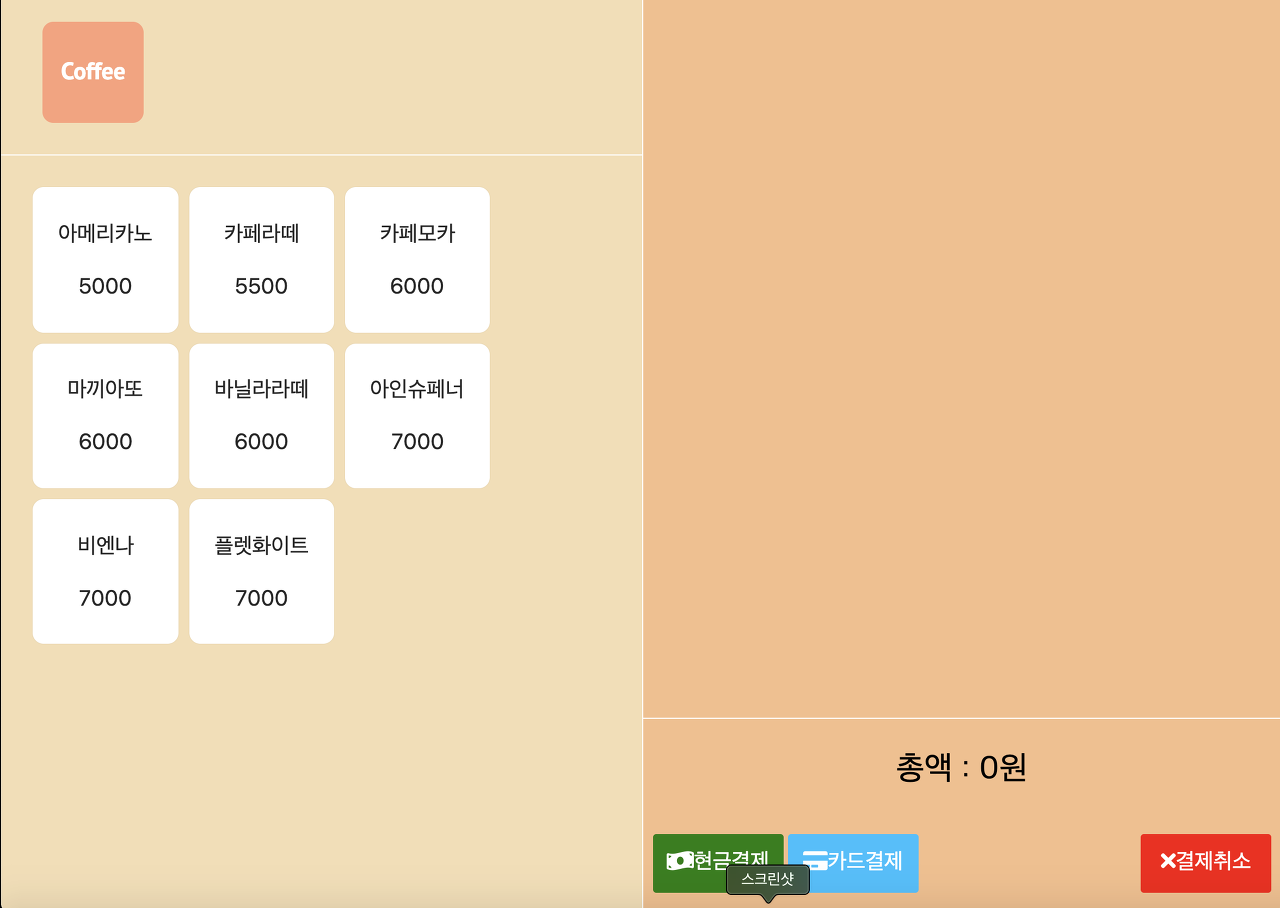 Coffee
아메리카노
5000
카페라떼
5500
카페모카
6000
마끼아또
6000
바닐라라떼
6000
아인슈페너
7000
비엔나
7000
플렛화이트
7000
총액 : 0원
현금결제
카드결제
결제취소
스크린샷